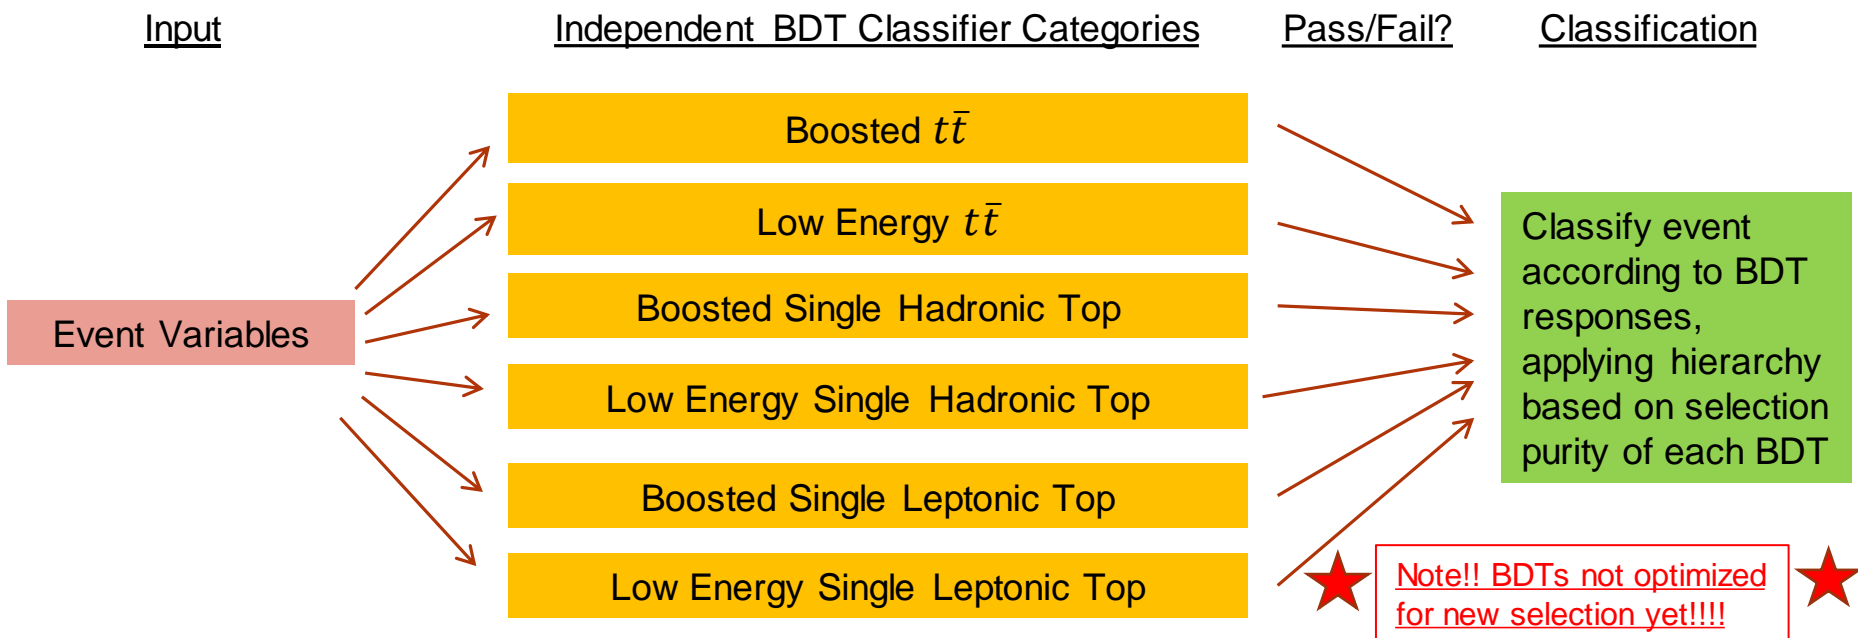 Input
Independent BDT Classifier Categories
Pass/Fail?
Classification
Event Variables
Boosted $t\bar{t}$
Low Energy $t\bar{t}$
Boosted Single Hadronic Top
Low Energy Single Hadronic Top
Boosted Single Leptonic Top
Low Energy Single Leptonic Top
Classify event
according to BDT
responses,
applying hierarchy
based on selection
purity of each BDT
Note!! BDTs not optimized
for new selection yet!!!!